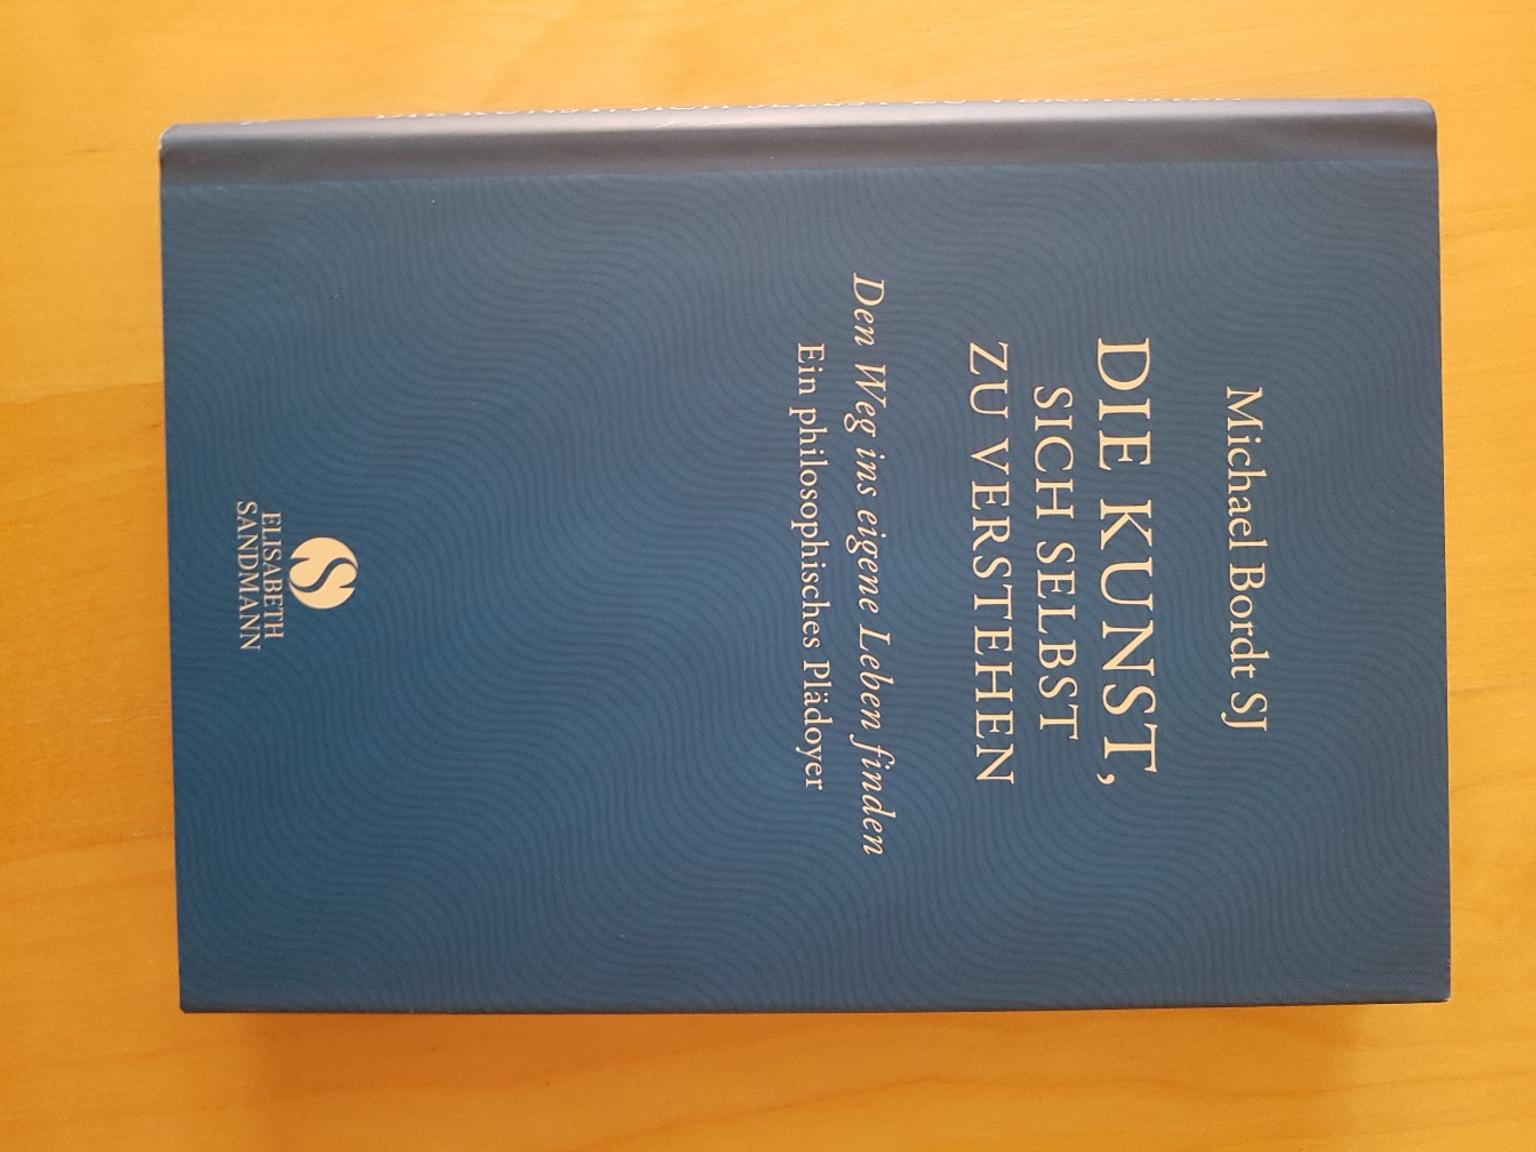 Michael Bordt SJ
DIE KUNST,
SICH SELBST
ZU VERSTEHEN
Den Weg ins eigene Leben finden
Ein philosophisches Plädoyer
ELISABETH
SANDMANN